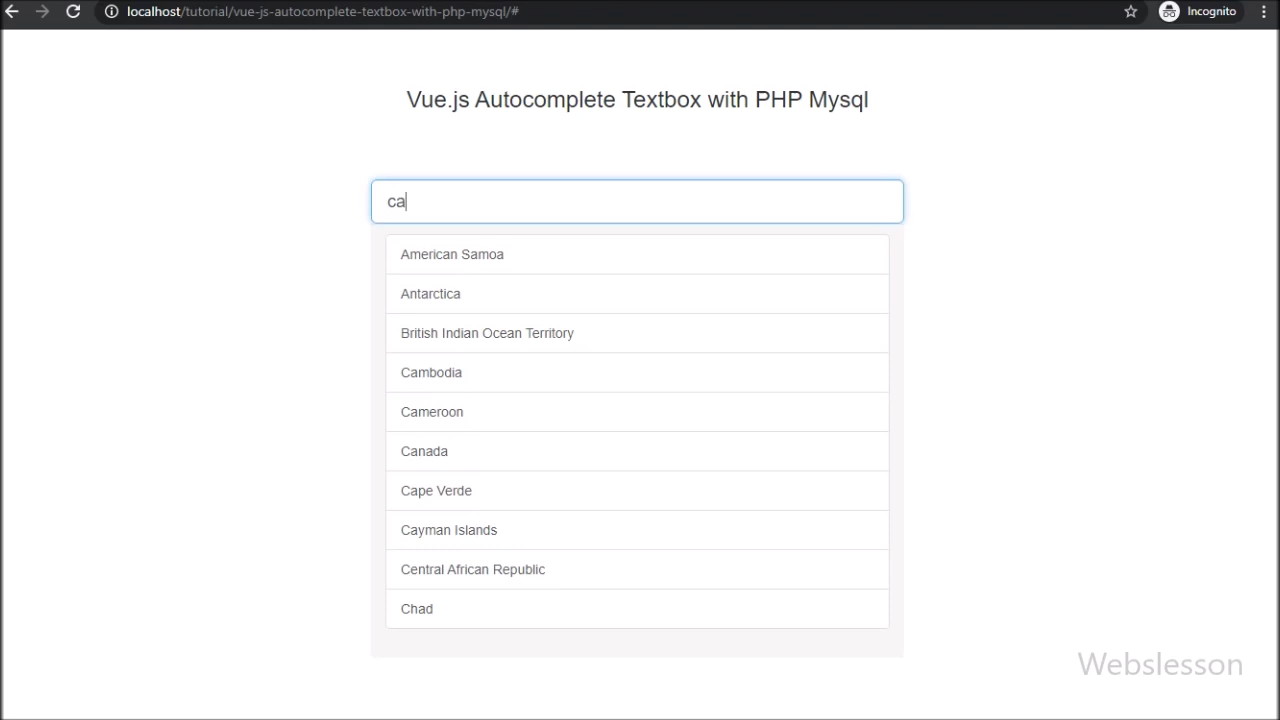 localhost/tutorial/vue-js-autocomplete-textbox-with-php-mysql/#
Incognito
Vue.js Autocomplete Textbox with PHP Mysql
ca
American Samoa
Antarctica
British Indian Ocean Territory
Cambodia
Cameroon
Canada
Cape Verde
Cayman Islands
Central African Republic
Chad
Webslesson